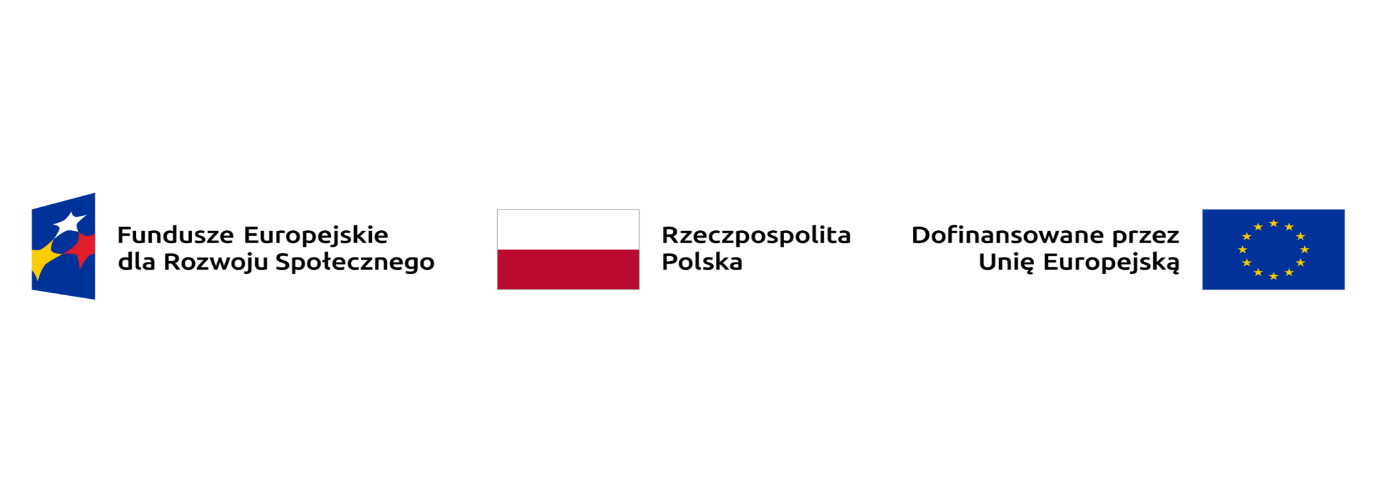 Fundusze Europejskie
dla Rozwoju Społecznego
Rzeczpospolita
Polska
Dofinansowane przez
Unię Europejską